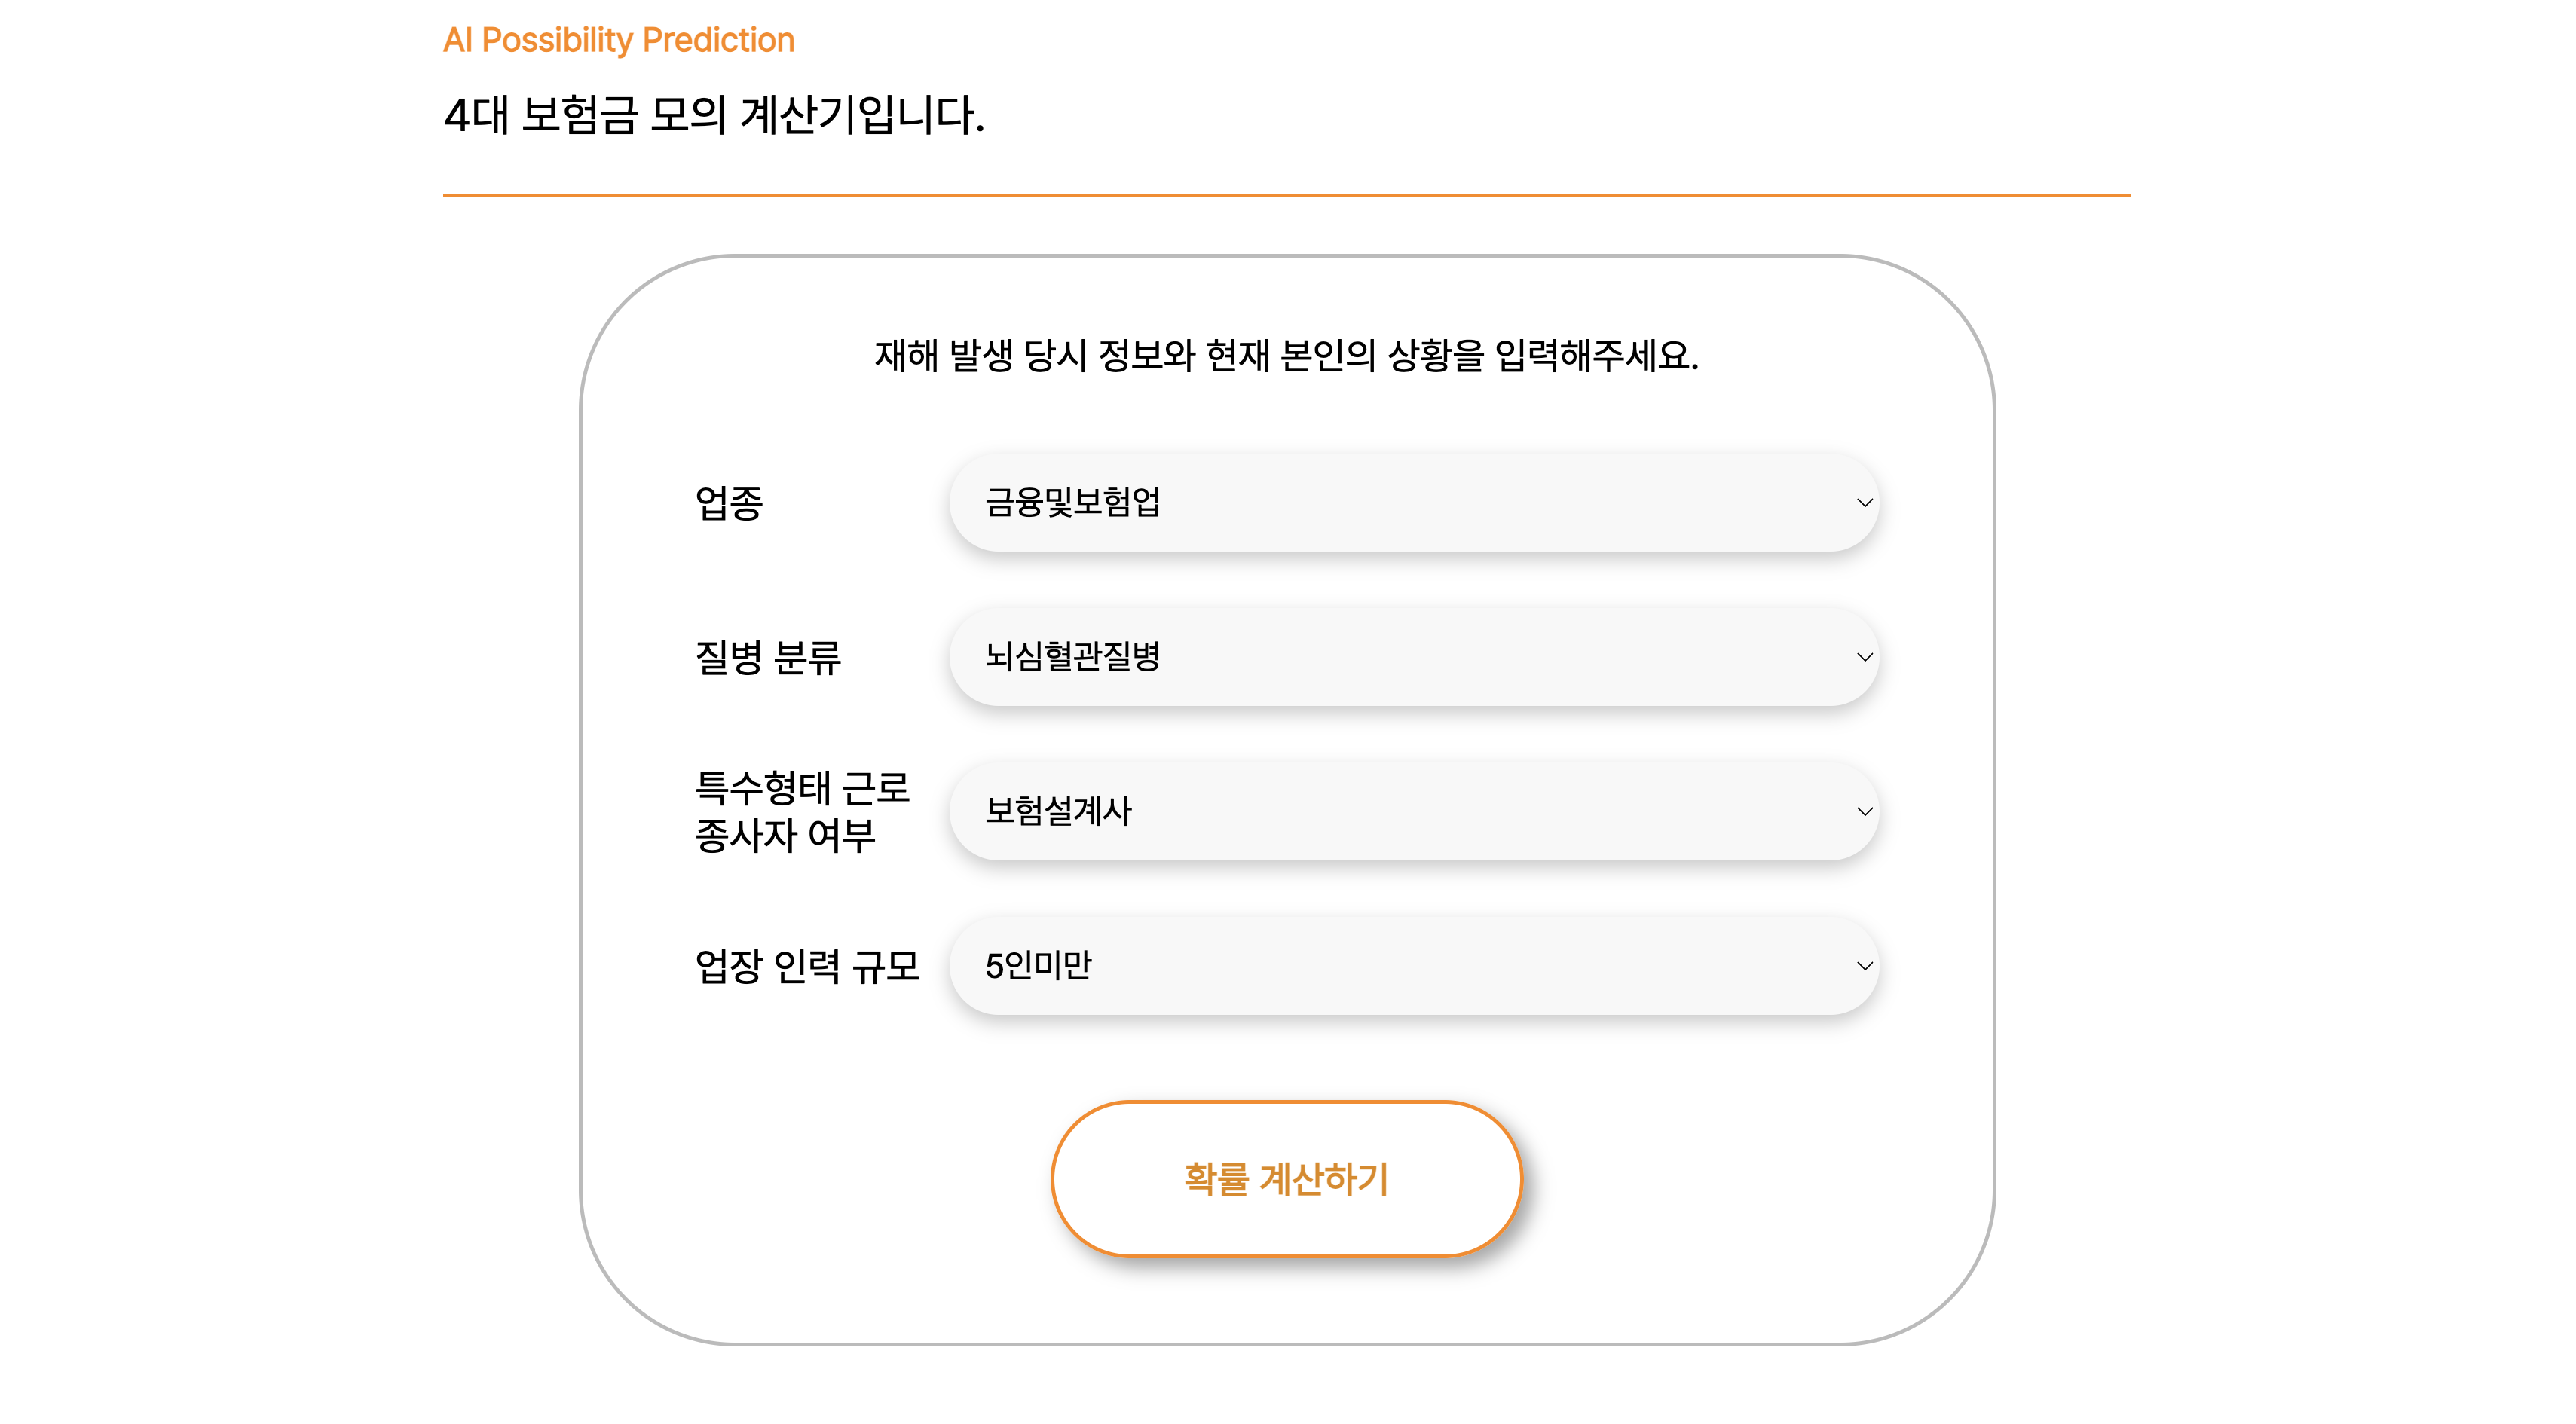 AI Possibility Prediction
4대 보험금 모의 계산기입니다.
재해 발생 당시 정보와 현재 본인의 상황을 입력해주세요.
업종
금융및보험업
질병 분류
뇌심혈관질병
특수형태 근로
종사자 여부
보험설계사
업장 인력 규모
5인미만
확률 계산하기